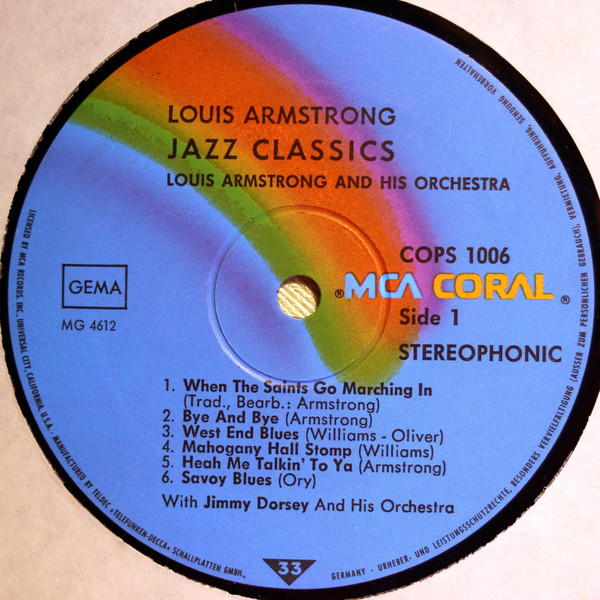 LOUIS ARMSTRONG
JAZZ CLASSICS
LOUIS ARMSTRONG AND HIS ORCHESTRA
COPS 1006
GEMA
® MCA CORAL ®
MG 4612
Side 1
STEREOPHONIC
1. When The Saints Go Marching In
(Trad., Bearb.: Armstrong)
2. Bye And Bye (Armstrong)
3. West End Blues (Williams - Oliver)
4. Mahogany Hall Stomp (Williams)
5. Heah Me Talkin' To Ya (Armstrong)
6. Savoy Blues (Ory)
With Jimmy Dorsey And His Orchestra
33
LICENSED BY MCA RECORDS, INC., UNIVERSAL CITY, CALIFORNIA, U.S.A. · MANUFACTURED BY TELDEC »TELEFUNKEN-DECCA« SCHALLPLATTEN GMBH.,
GERMANY · URHEBER- UND LEISTUNGSSCHUTZRECHTE, BESONDERS VERVIELFÄLTIGUNG (AUSSER ZUM PERSÖNLICHEN GEBRAUCH), VERMIETUNG, AUFFÜHRUNG, SENDUNG VORBEHALTEN